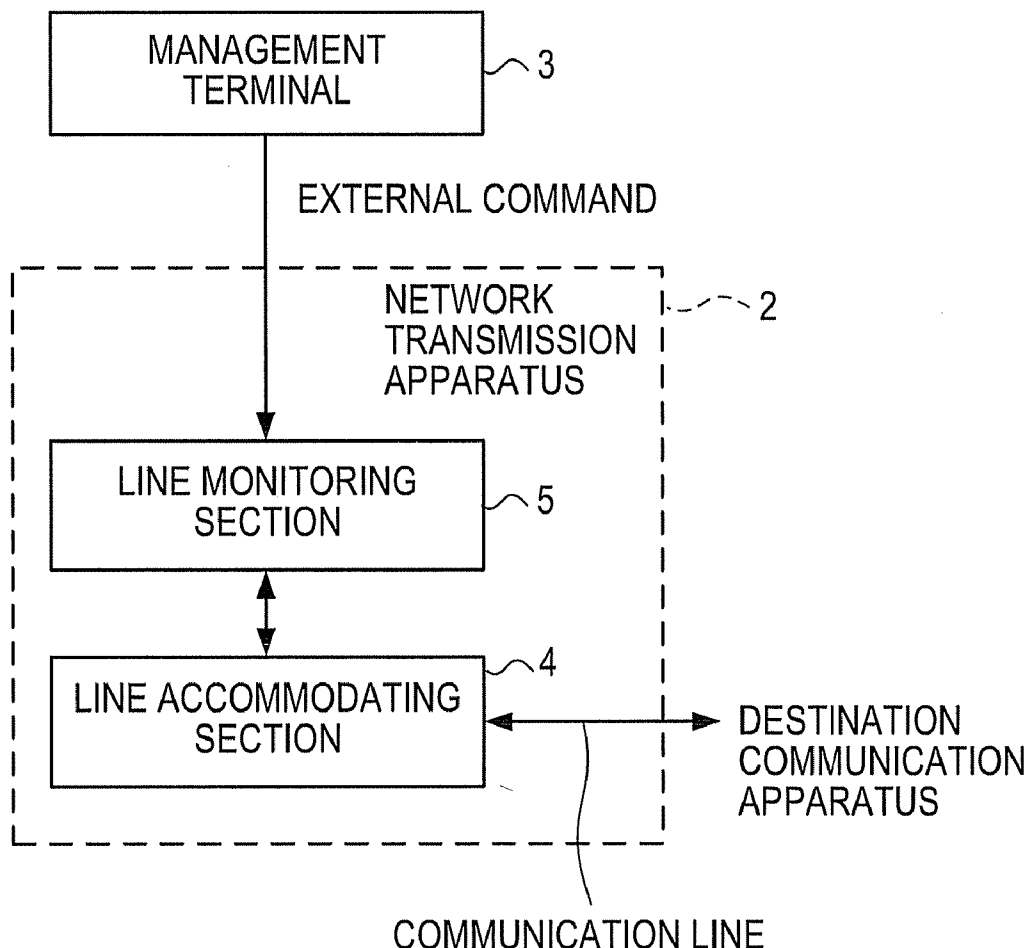 MANAGEMENT
TERMINAL
3
EXTERNAL COMMAND
NETWORK
TRANSMISSION
APPARATUS
2
LINE MONITORING
SECTION
5
LINE ACCOMMODATING
SECTION
4
DESTINATION
COMMUNICATION
APPARATUS
COMMUNICATION LINE